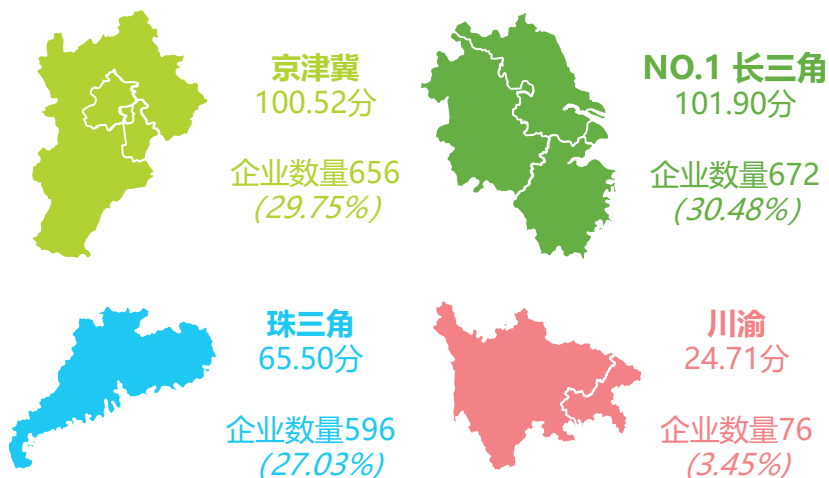 京津冀
100.52分
企业数量656
(29.75%)
NO.1 长三角
101.90分
企业数量672
(30.48%)
珠三角
65.50分
企业数量596
(27.03%)
川渝
24.71分
企业数量76
(3.45%)